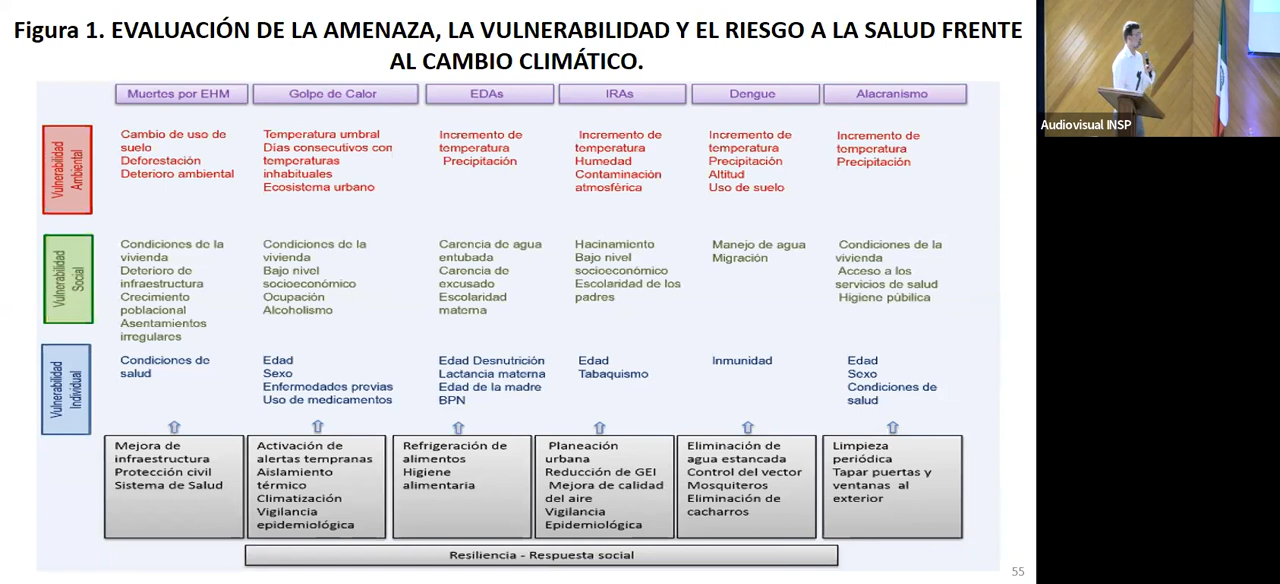 Figura 1. EVALUACIÓN DE LA AMENAZA, LA VULNERABILIDAD Y EL RIESGO A LA SALUD FRENTE
AL CAMBIO CLIMÁTICO.
Audiovisual INSP
Muertes por EHM
Golpe de Calor
EDAs
IRAs
Dengue
Alacranismo
Vulnerabilidad
Ambiental
Cambio de uso de
suelo
Deforestación
Deterioro ambiental
Temperatura umbral
Días consecutivos con
temperaturas
inhabituales
Ecosistema urbano
Incremento de
temperatura
Precipitación
Incremento de
temperatura
Humedad
Contaminación
atmosférica
Incremento de
temperatura
Precipitación
Altitud
Uso de suelo
Incremento de
temperatura
Precipitación
Vulnerabilidad
Social
Condiciones de la
vivienda
Deterioro de
infraestructura
Crecimiento
poblacional
Asentamientos
irregulares
Condiciones de la
vivienda
Bajo nivel
socioeconómico
Ocupación
Alcoholismo
Carencia de agua
entubada
Carencia de
excusado
Escolaridad
materna
Hacinamiento
Bajo nivel
socioeconómico
Escolaridad de los
padres
Manejo de agua
Migración
Condiciones de la
vivienda
Acceso a los
servicios de salud
Higiene pública
Vulnerabilidad
Individual
Condiciones de
salud
Edad
Sexo
Enfermedades previas
Uso de medicamentos
Edad Desnutrición
Lactancia materna
Edad de la madre
BPN
Edad
Tabaquismo
Inmunidad
Edad
Sexo
Condiciones de
salud
Mejora de
infraestructura
Protección civil
Sistema de Salud
Activación de
alertas tempranas
Aislamiento
térmico
Climatización
Vigilancia
epidemiológica
Refrigeración de
alimentos
Higiene
alimentaria
Planeación
urbana
Reducción de GEI
Mejora de calidad
del aire
Vigilancia
Epidemiológica
Eliminación de
agua estancada
Control del vector
Mosquiteros
Eliminación de
cacharros
Limpieza
periódica
Tapar puertas y
ventanas al
exterior
Resiliencia - Respuesta social
55